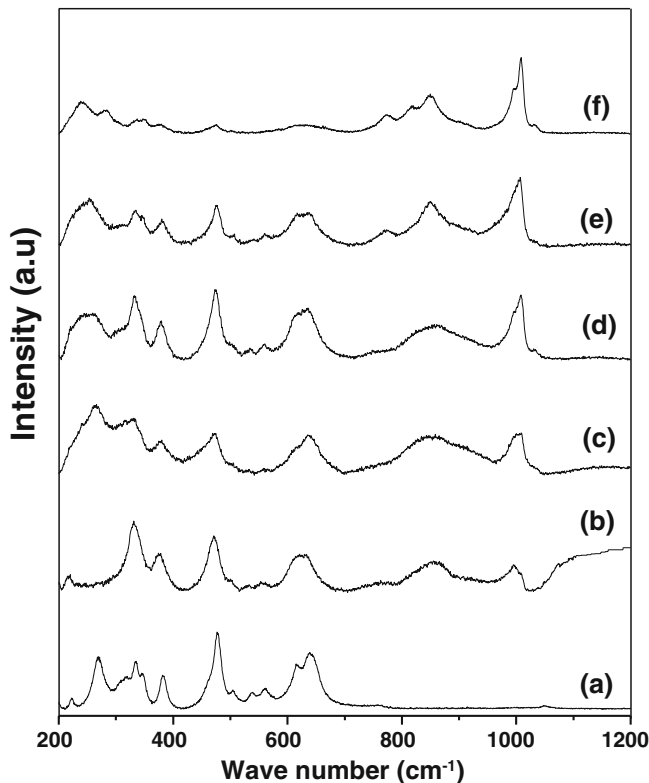 Intensity (a.u)
(f)
(e)
(d)
(c)
(b)
(a)
200 400 600 800 1000 1200
Wave number (cm⁻¹)